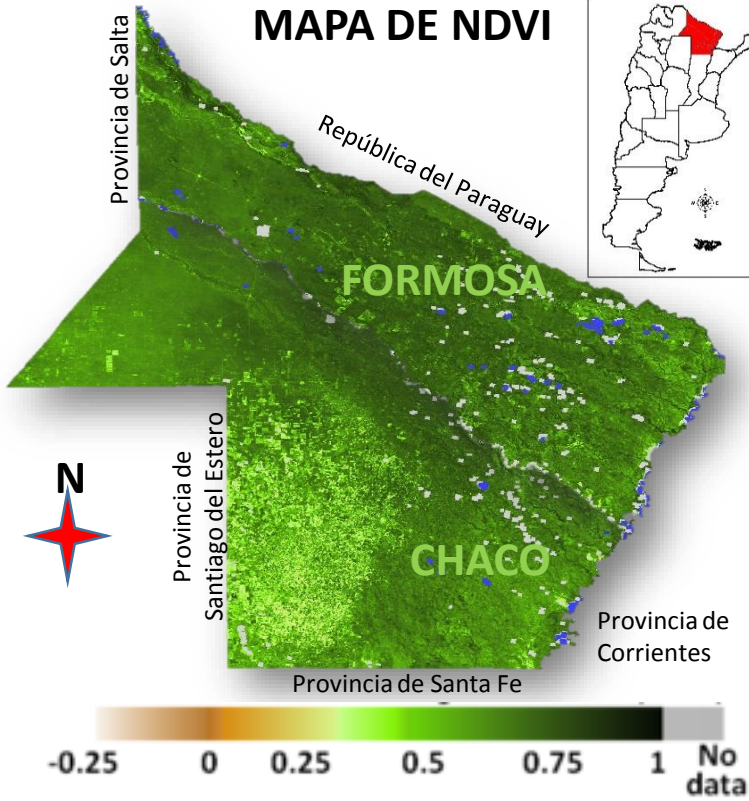 MAPA DE NDVI
Provincia de Salta
República del Paraguay
FORMOSA
N
Provincia de
Santiago del Estero
CHACO
Provincia de
Corrientes
Provincia de Santa Fe
-0.25 0 0.25 0.5 0.75 1 No
data